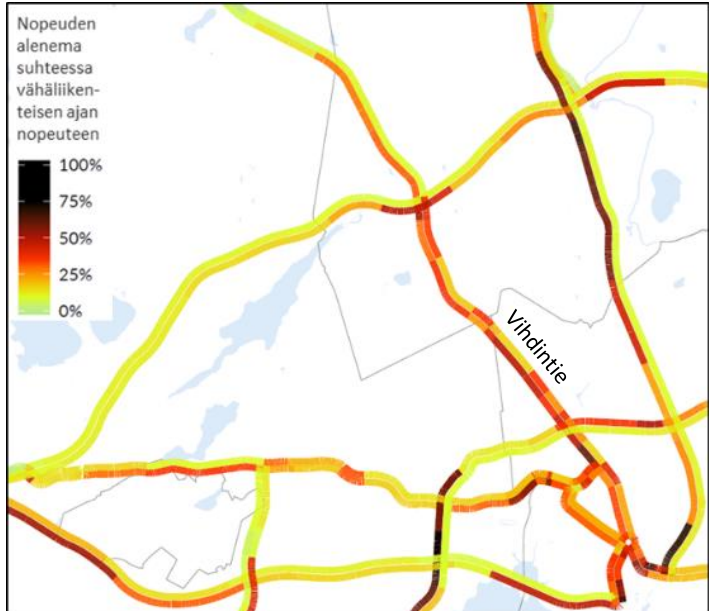 Nopeuden
alenema
suhteessa
vähäliiken-
teisen ajan
nopeuteen
100%
75%
50%
25%
0%
Vihdintie